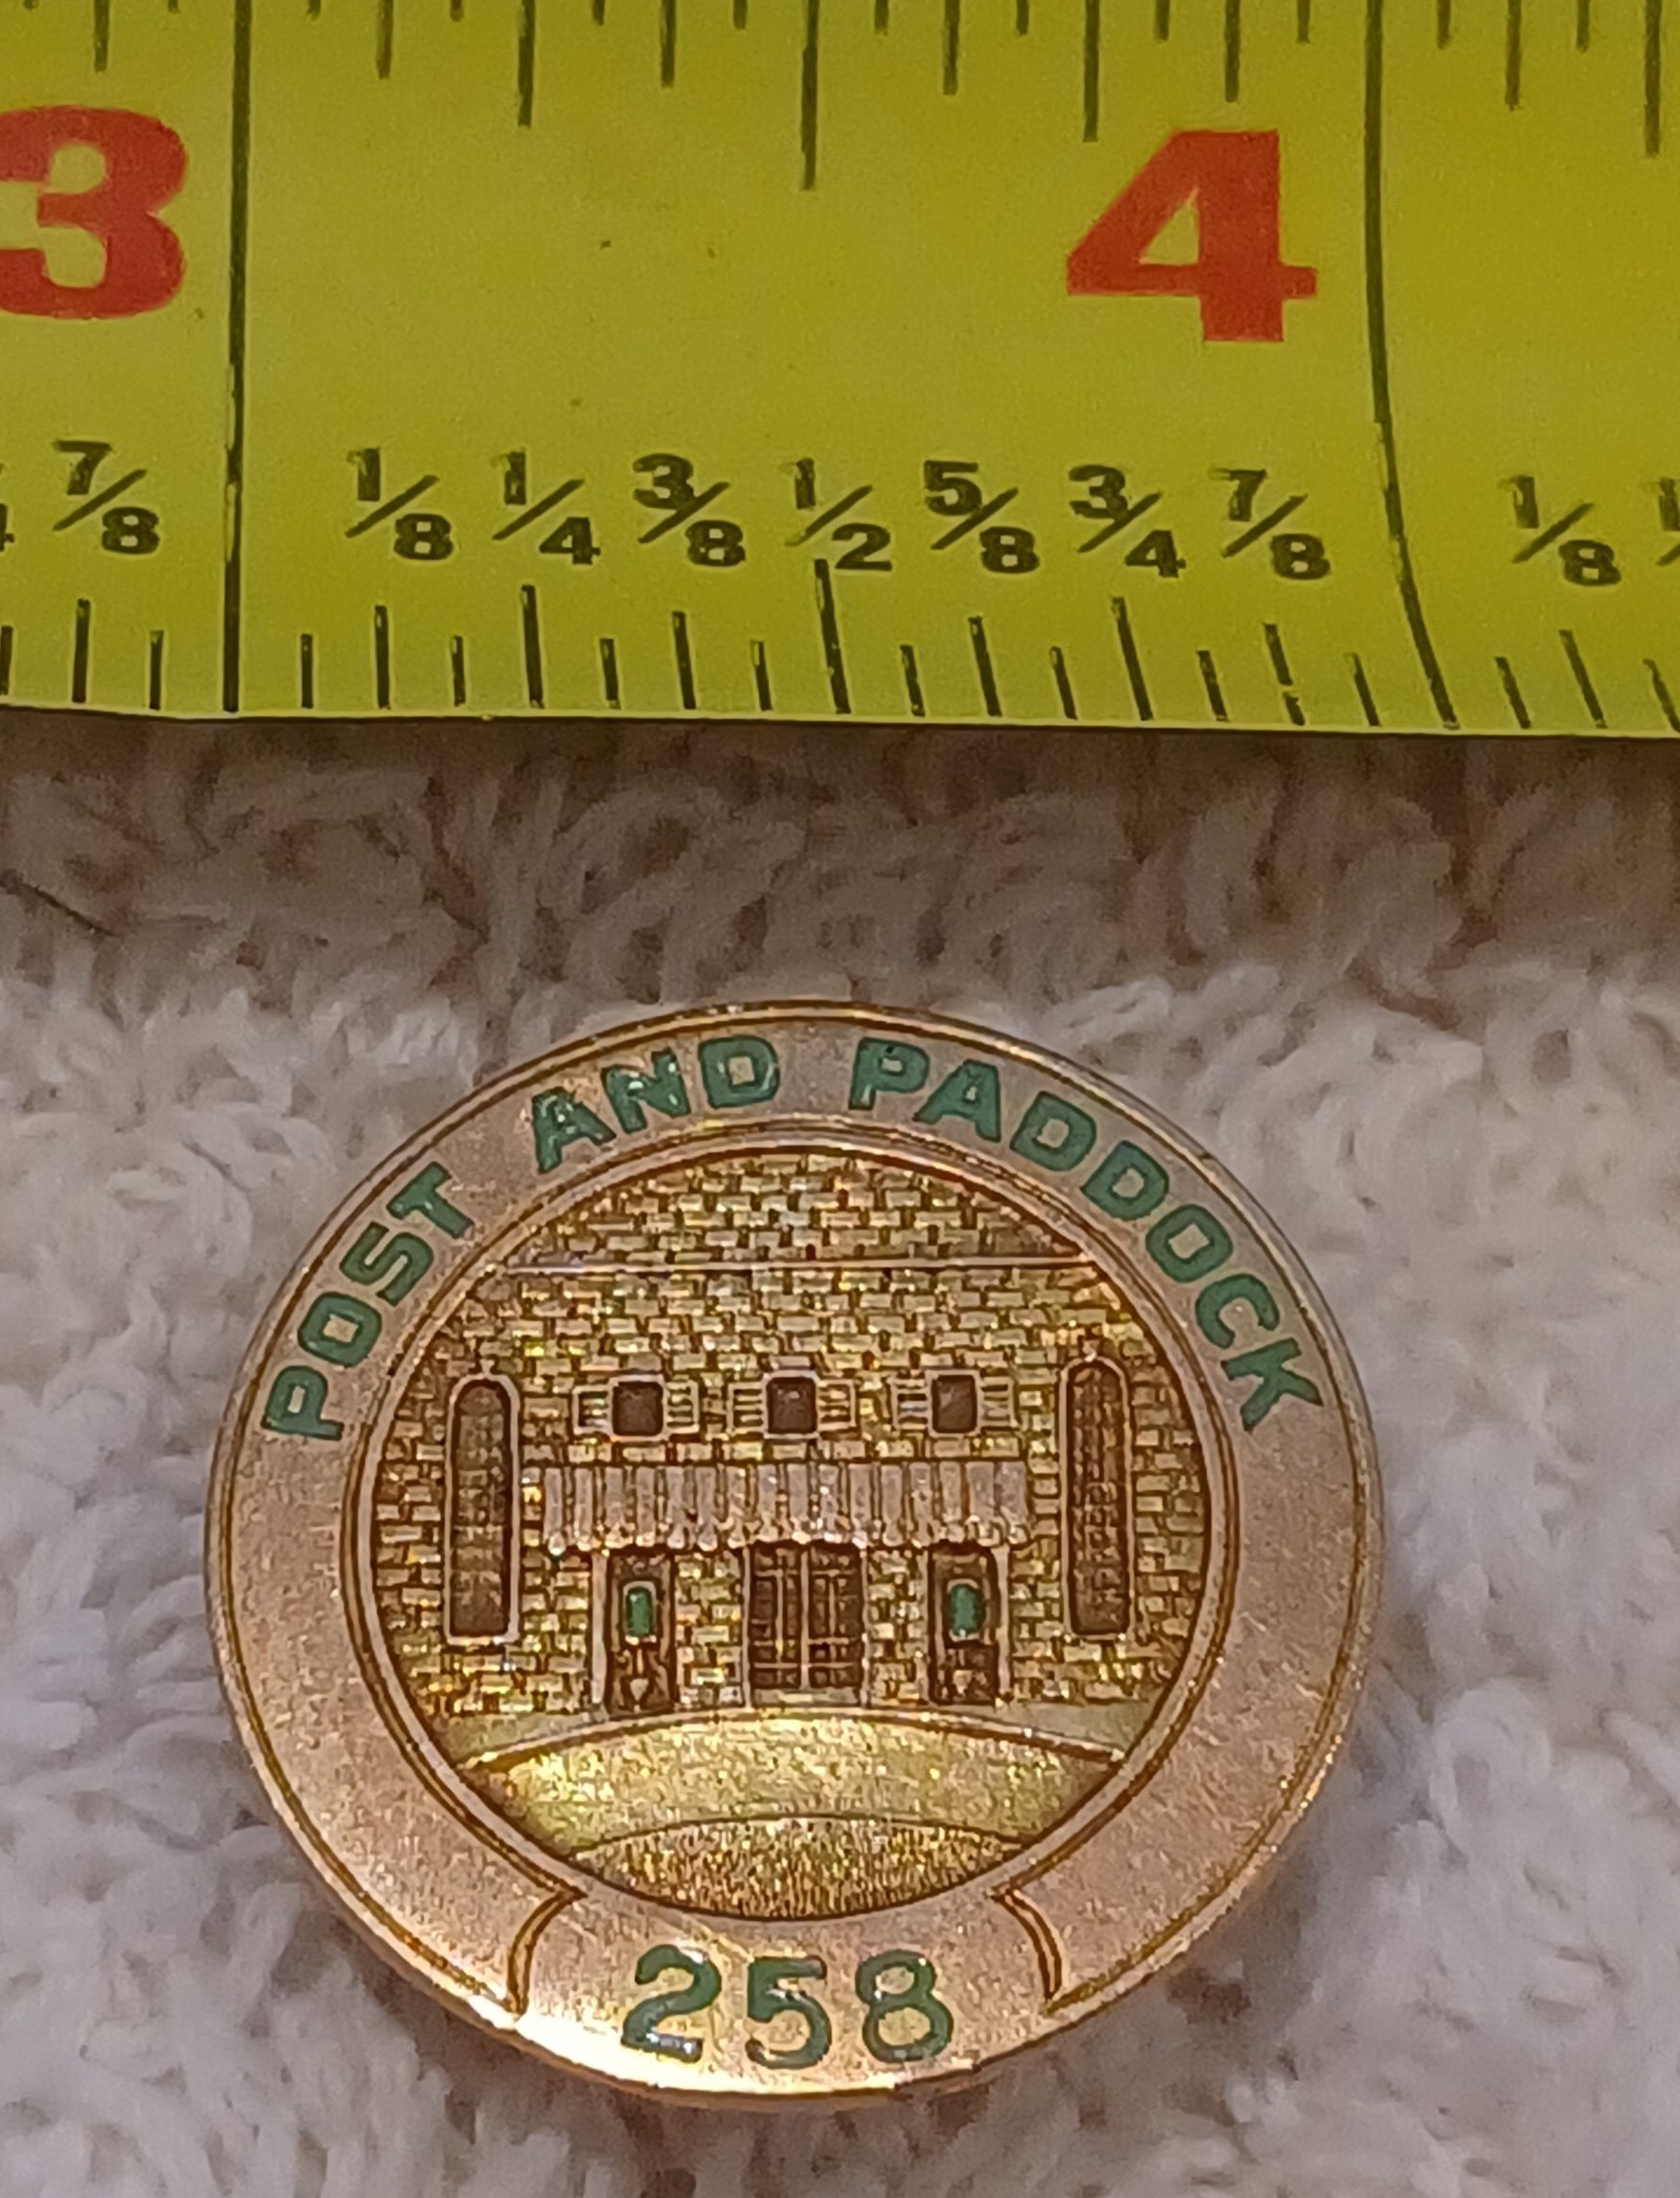 3 4
7/8 1/8 1/4 3/8 1/2 5/8 3/4 7/8 1/8
POST AND PADDOCK
258